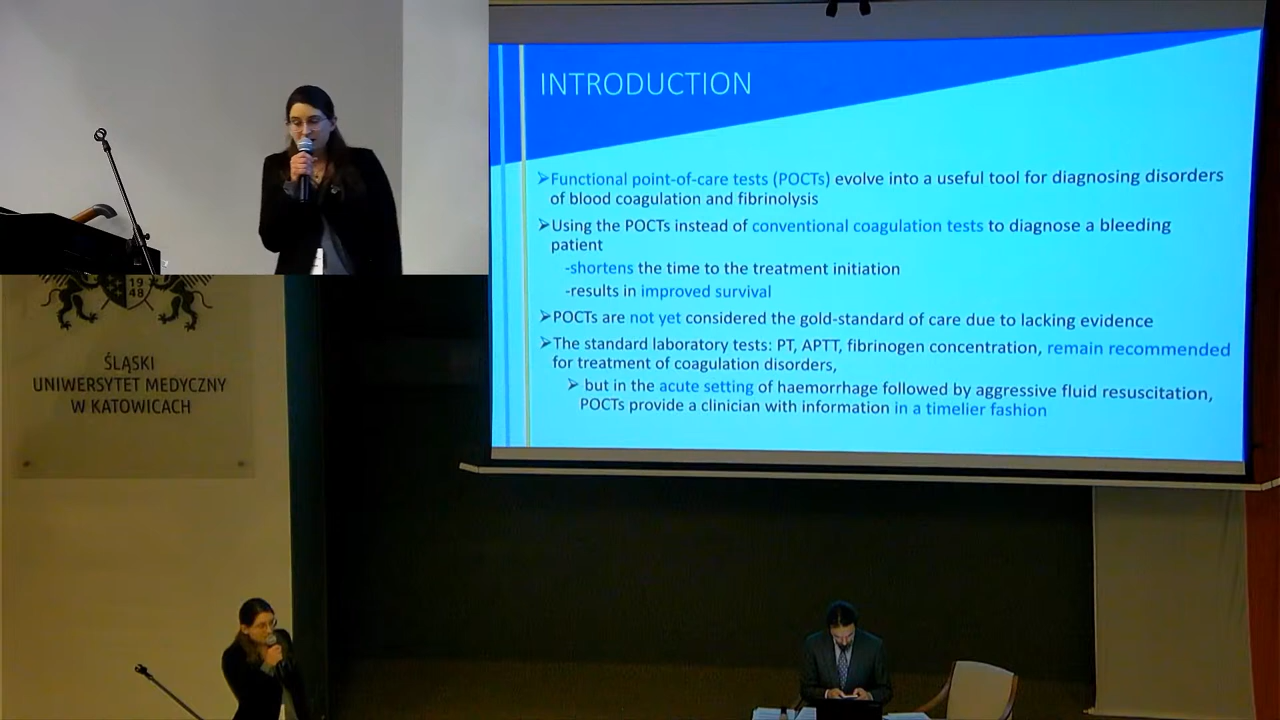 INTRODUCTION
➢Functional point-of-care tests (POCTs) evolve into a useful tool for diagnosing disorders
of blood coagulation and fibrinolysis
➢Using the POCTs instead of conventional coagulation tests to diagnose a bleeding
patient
-shortens the time to the treatment initiation
-results in improved survival
➢POCTs are not yet considered the gold-standard of care due to lacking evidence
➢The standard laboratory tests: PT, APTT, fibrinogen concentration, remain recommended
for treatment of coagulation disorders,
➢ but in the acute setting of haemorrhage followed by aggressive fluid resuscitation,
POCTs provide a clinician with information in a timelier fashion
19
48
ŚLĄSKI
UNIWERSYTET MEDYCZNY
W KATOWICACH